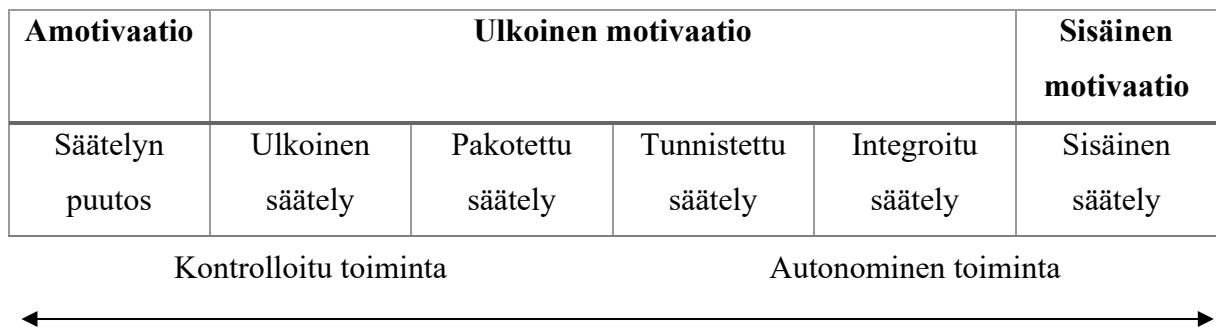 Amotivaatio Ulkoinen motivaatio Sisäinen
motivaatio
Säätelyn Ulkoinen Pakotettu Tunnistettu Integroitu Sisäinen
puutos säätely säätely säätely säätely säätely
Kontrolloitu toiminta Autonominen toiminta